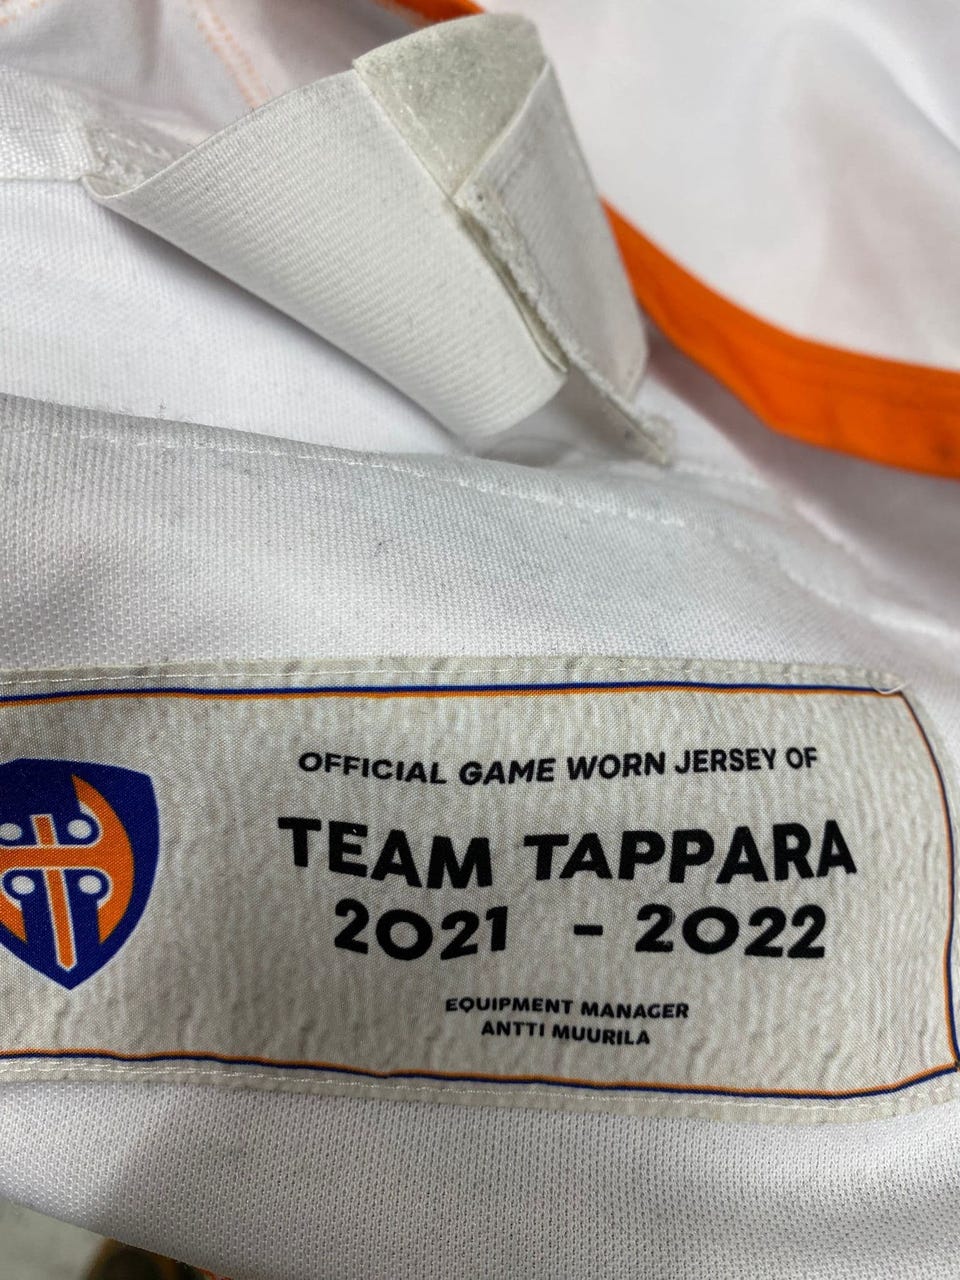 OFFICIAL GAME WORN JERSEY OF
TEAM TAPPARA
2021 - 2022
EQUIPMENT MANAGER
ANTTI MUURILA